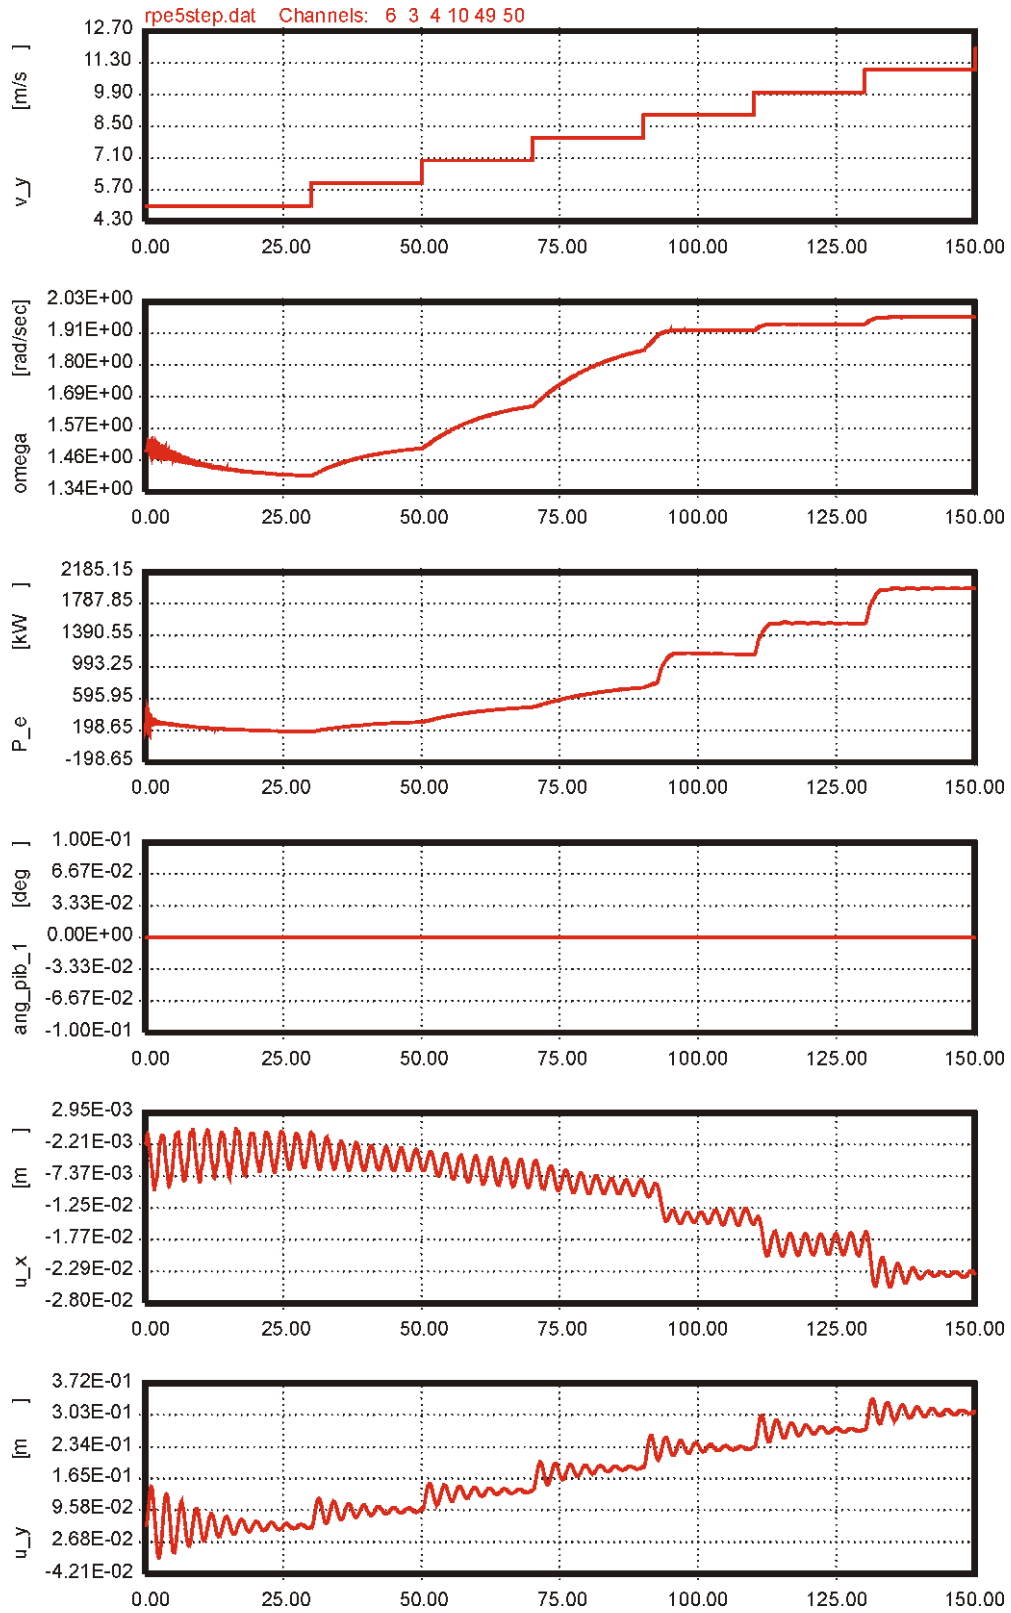 rpe5step.dat Channels: 6 3 4 10 49 50
v_y [m/s ]
12.70
11.30
9.90
8.50
7.10
5.70
4.30
0.00 25.00 50.00 75.00 100.00 125.00 150.00
omega [rad/sec]
2.03E+00
1.91E+00
1.80E+00
1.69E+00
1.57E+00
1.46E+00
1.34E+00
0.00 25.00 50.00 75.00 100.00 125.00 150.00
P_e [kW ]
2185.15
1787.85
1390.55
993.25
595.95
198.65
-198.65
0.00 25.00 50.00 75.00 100.00 125.00 150.00
ang_pib_1 [deg ]
1.00E-01
6.67E-02
3.33E-02
0.00E+00
-3.33E-02
-6.67E-02
-1.00E-01
0.00 25.00 50.00 75.00 100.00 125.00 150.00
u_x [m ]
2.95E-03
-2.21E-03
-7.37E-03
-1.25E-02
-1.77E-02
-2.29E-02
-2.80E-02
0.00 25.00 50.00 75.00 100.00 125.00 150.00
u_y [m ]
3.72E-01
3.03E-01
2.34E-01
1.65E-01
9.58E-02
2.68E-02
-4.21E-02
0.00 25.00 50.00 75.00 100.00 125.00 150.00